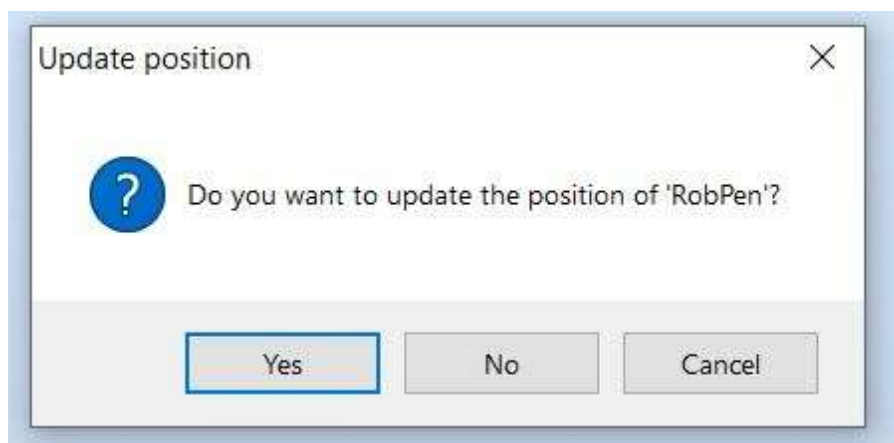 Update position
Do you want to update the position of 'RobPen'?
Yes No Cancel